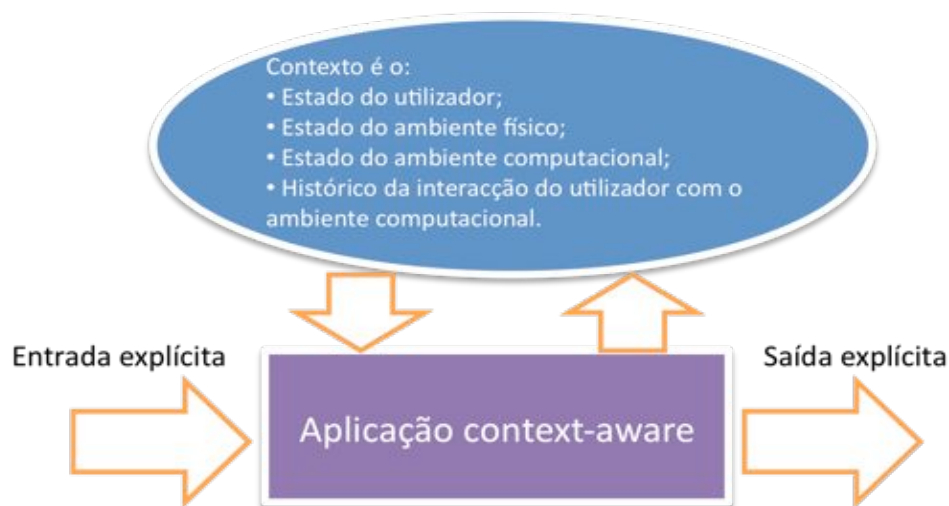 Contexto é o:
• Estado do utilizador;
• Estado do ambiente físico;
• Estado do ambiente computacional;
• Histórico da interacção do utilizador com o
ambiente computacional.
Entrada explícita
Saída explícita
Aplicação context-aware